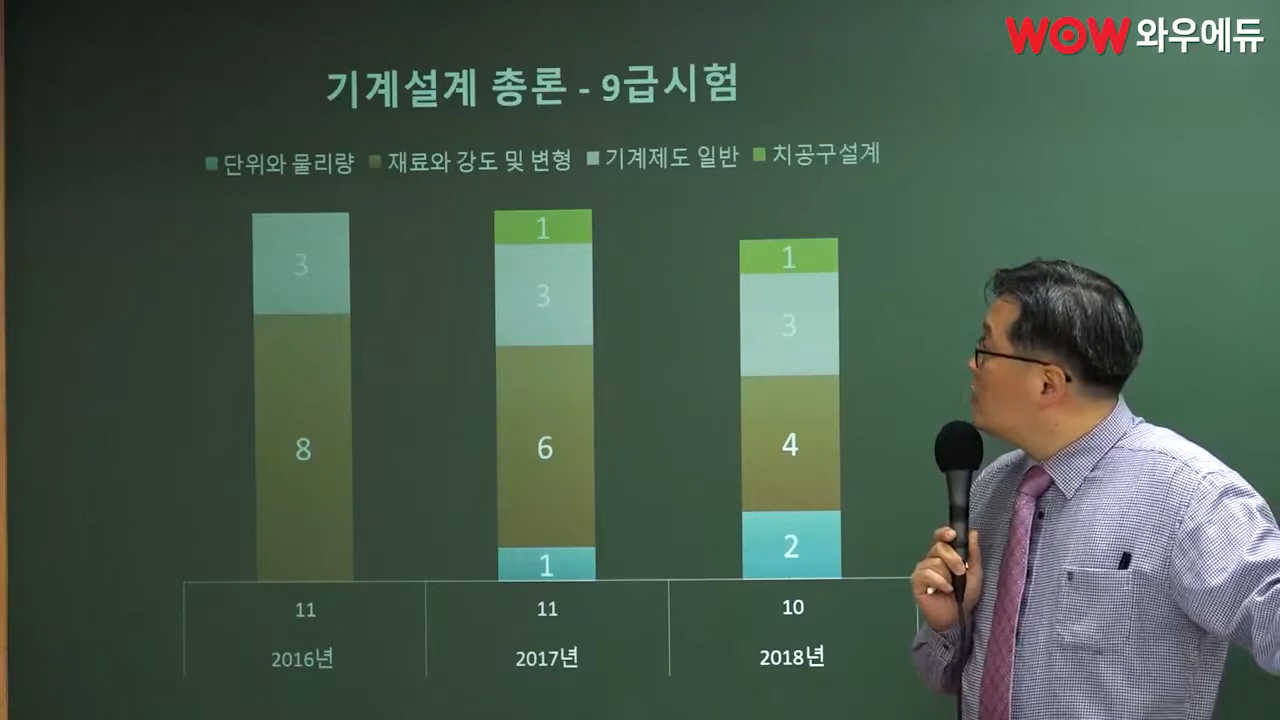 WOW와우에듀
기계설계 총론 - 9급시험
단위와 물리량 재료와 강도 및 변형 기계제도 일반 치공구설계
3 1 1
3 3
8 6 4
1 2
11 11 10
2016년 2017년 2018년